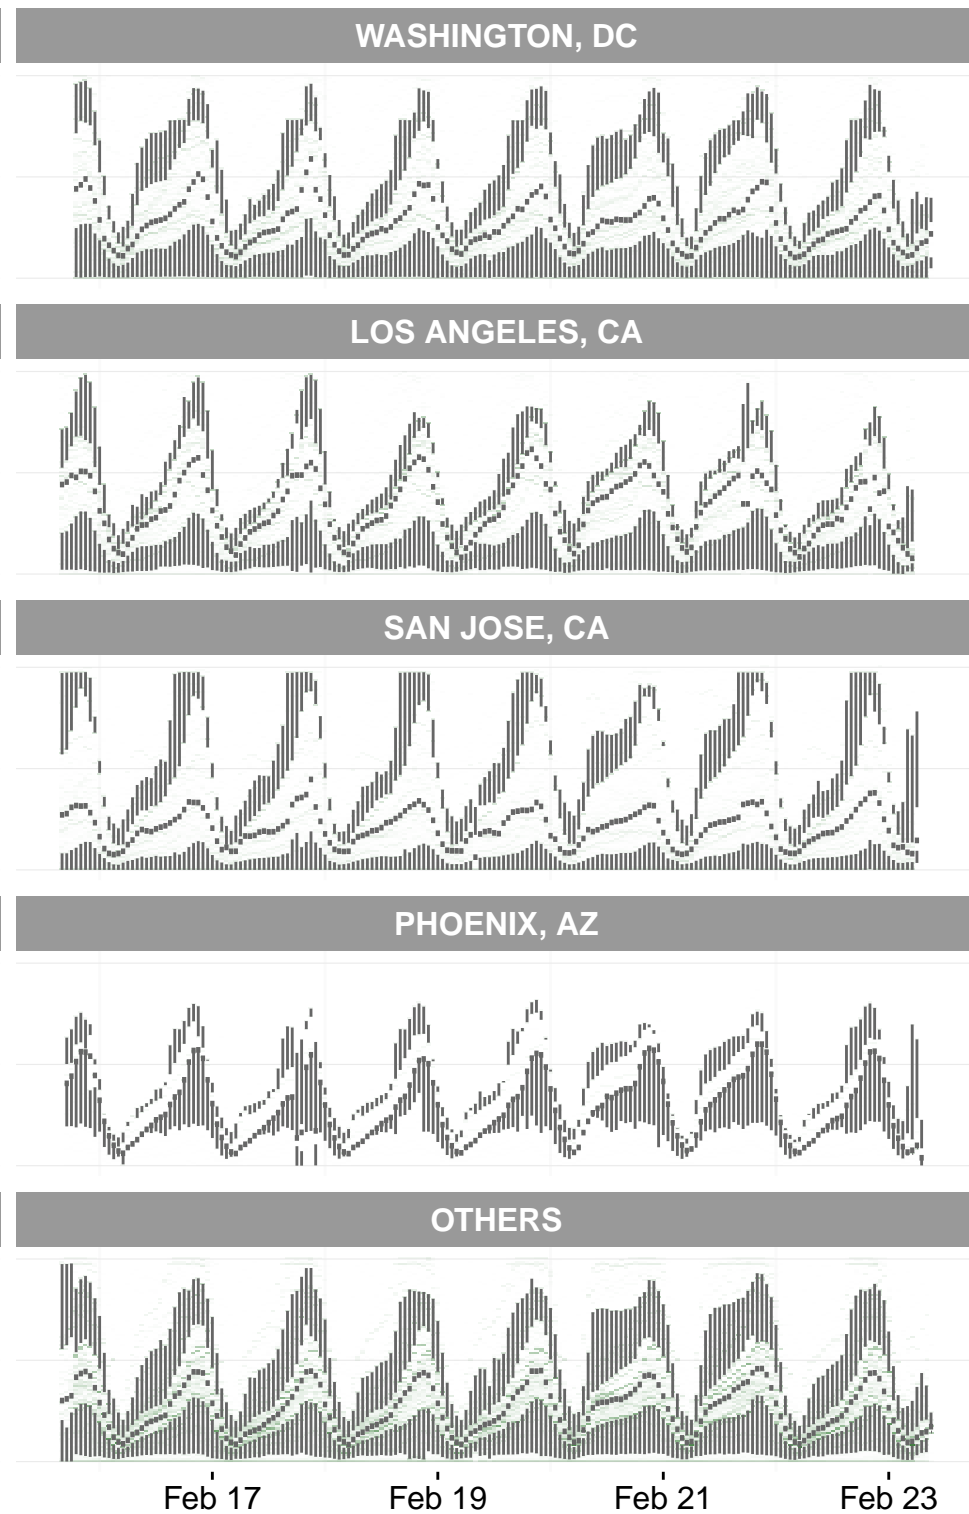 WASHINGTON, DC
LOS ANGELES, CA
SAN JOSE, CA
PHOENIX, AZ
OTHERS
Feb 17 Feb 19 Feb 21 Feb 23